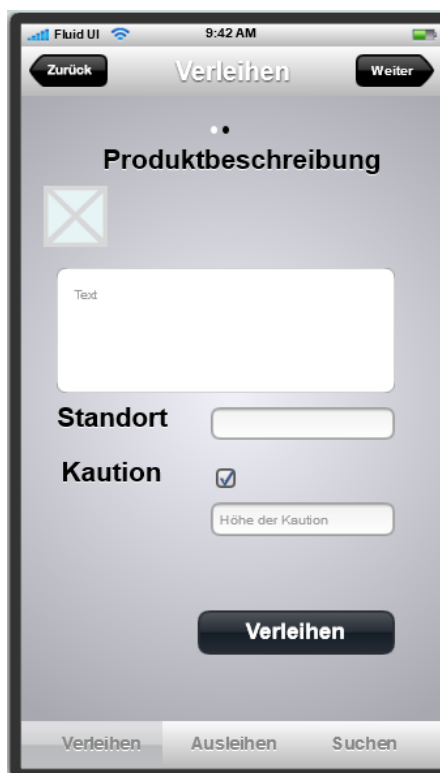 Fluid UI 9:42 AM
Zurück Verleihen Weiter
Produktbeschreibung
Text
Standort
Kaution
Höhe der Kaution
Verleihen
Verleihen Ausleihen Suchen